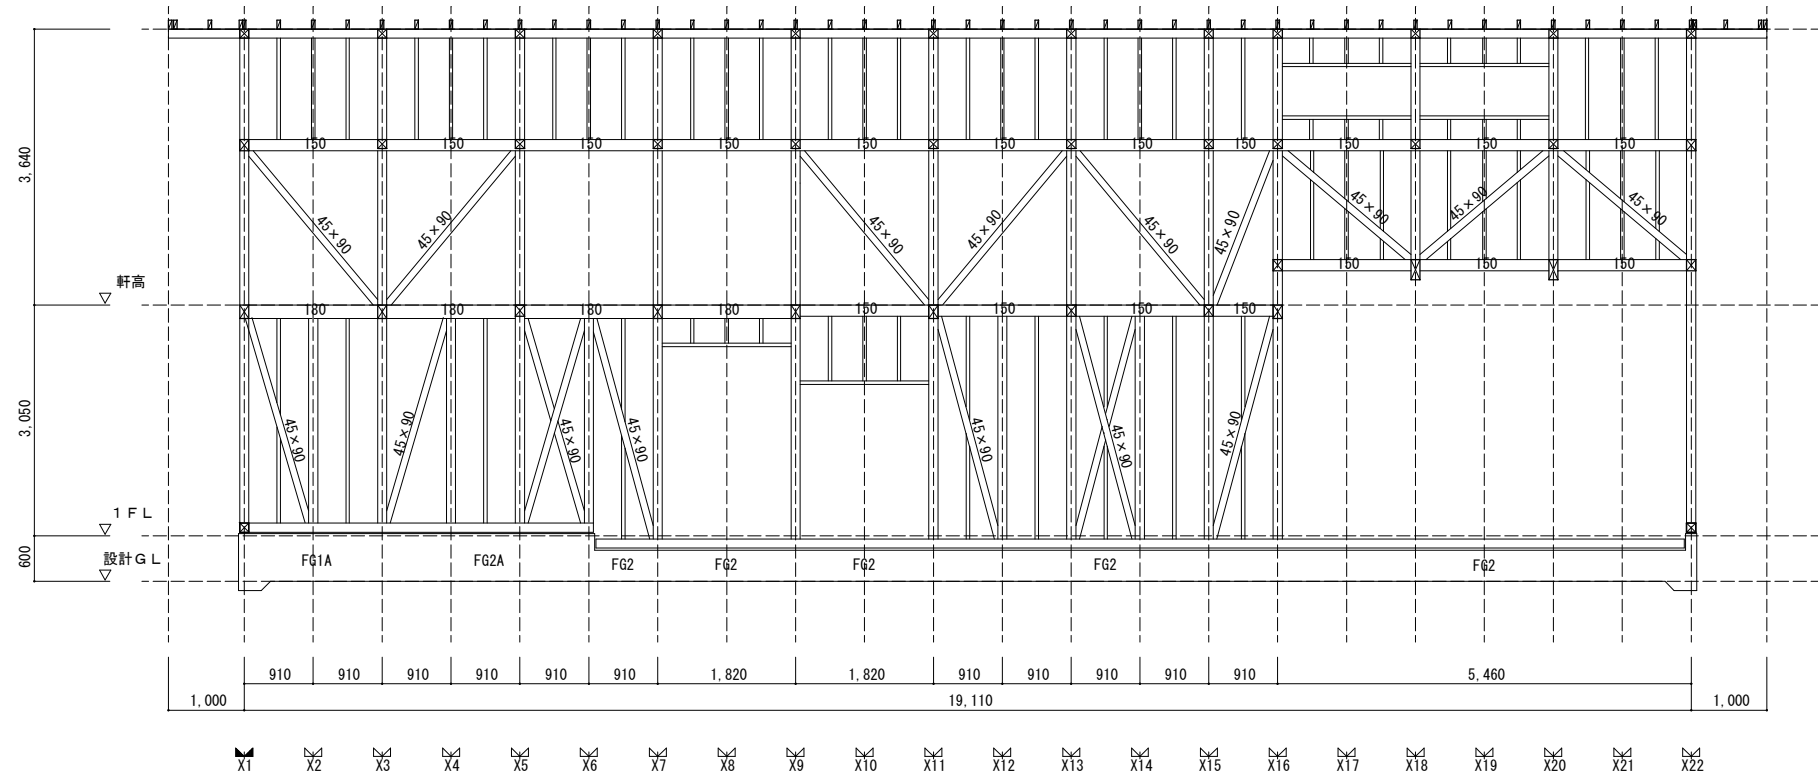 150 150 150 150 150 150 150 150 150 150 150
3,640
45×90 45×90 45×90 45×90 45×90 45×90 45×90 45×90 45×90
150 150 150
軒高
180 180 180 180 150 150 150 150
3,050
45×90 45×90 45×90 45×90 45×90 45×90 45×90
1FL
600
設計GL
FG1A FG2A FG2 FG2 FG2 FG2 FG2
910 910 910 910 910 910 1,820 1,820 910 910 910 910 910 5,460
1,000 19,110 1,000
X1 X2 X3 X4 X5 X6 X7 X8 X9 X10 X11 X12 X13 X14 X15 X16 X17 X18 X19 X20 X21 X22